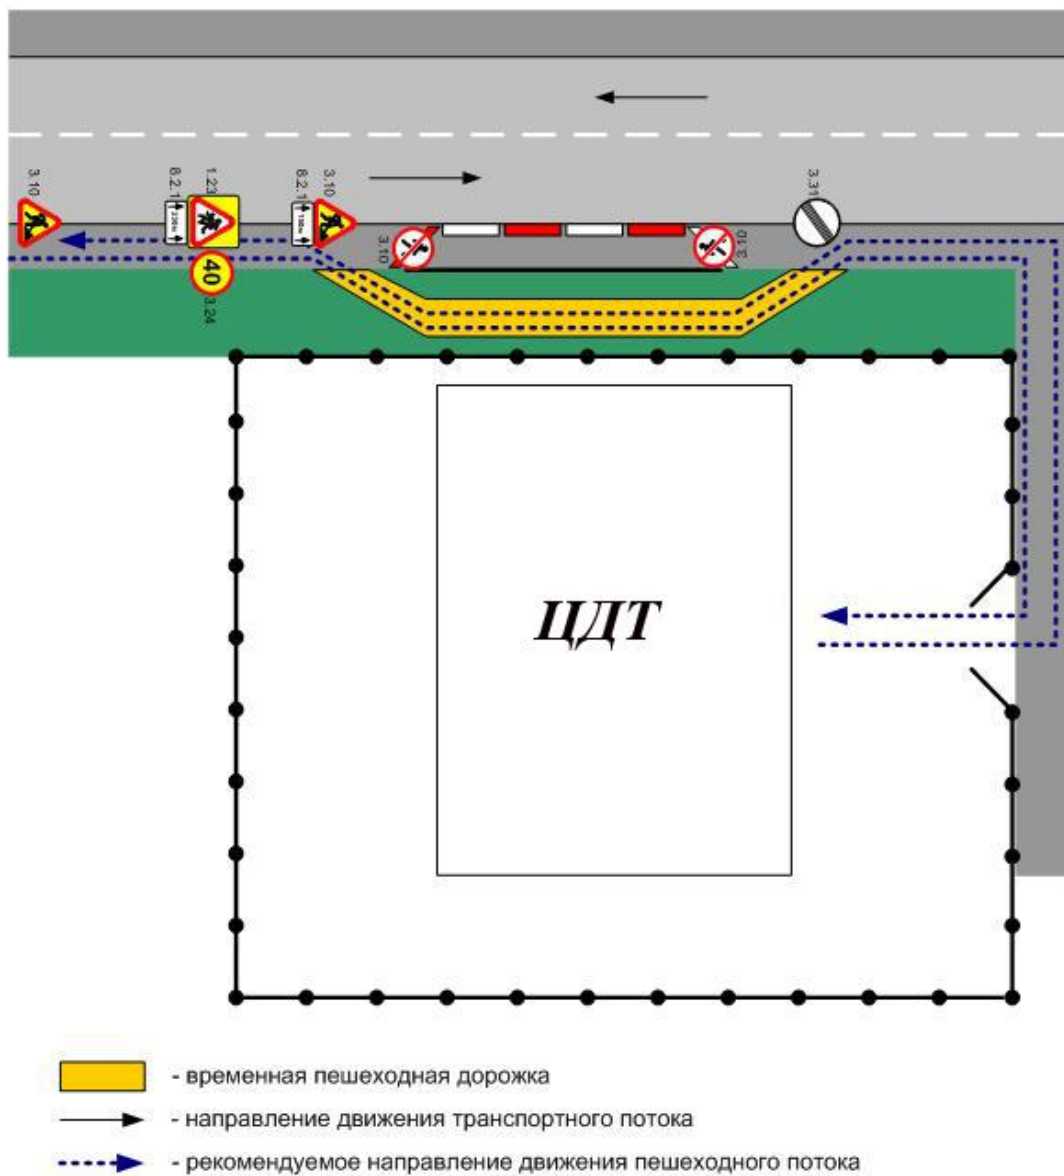 3.10
8.2.1
1.23
8.2.1
3.10
3.31
250м
40
3.24
3.10
3.10
ЦДТ
- временная пешеходная дорожка
- направление движения транспортного потока
- рекомендуемое направление движения пешеходного потока